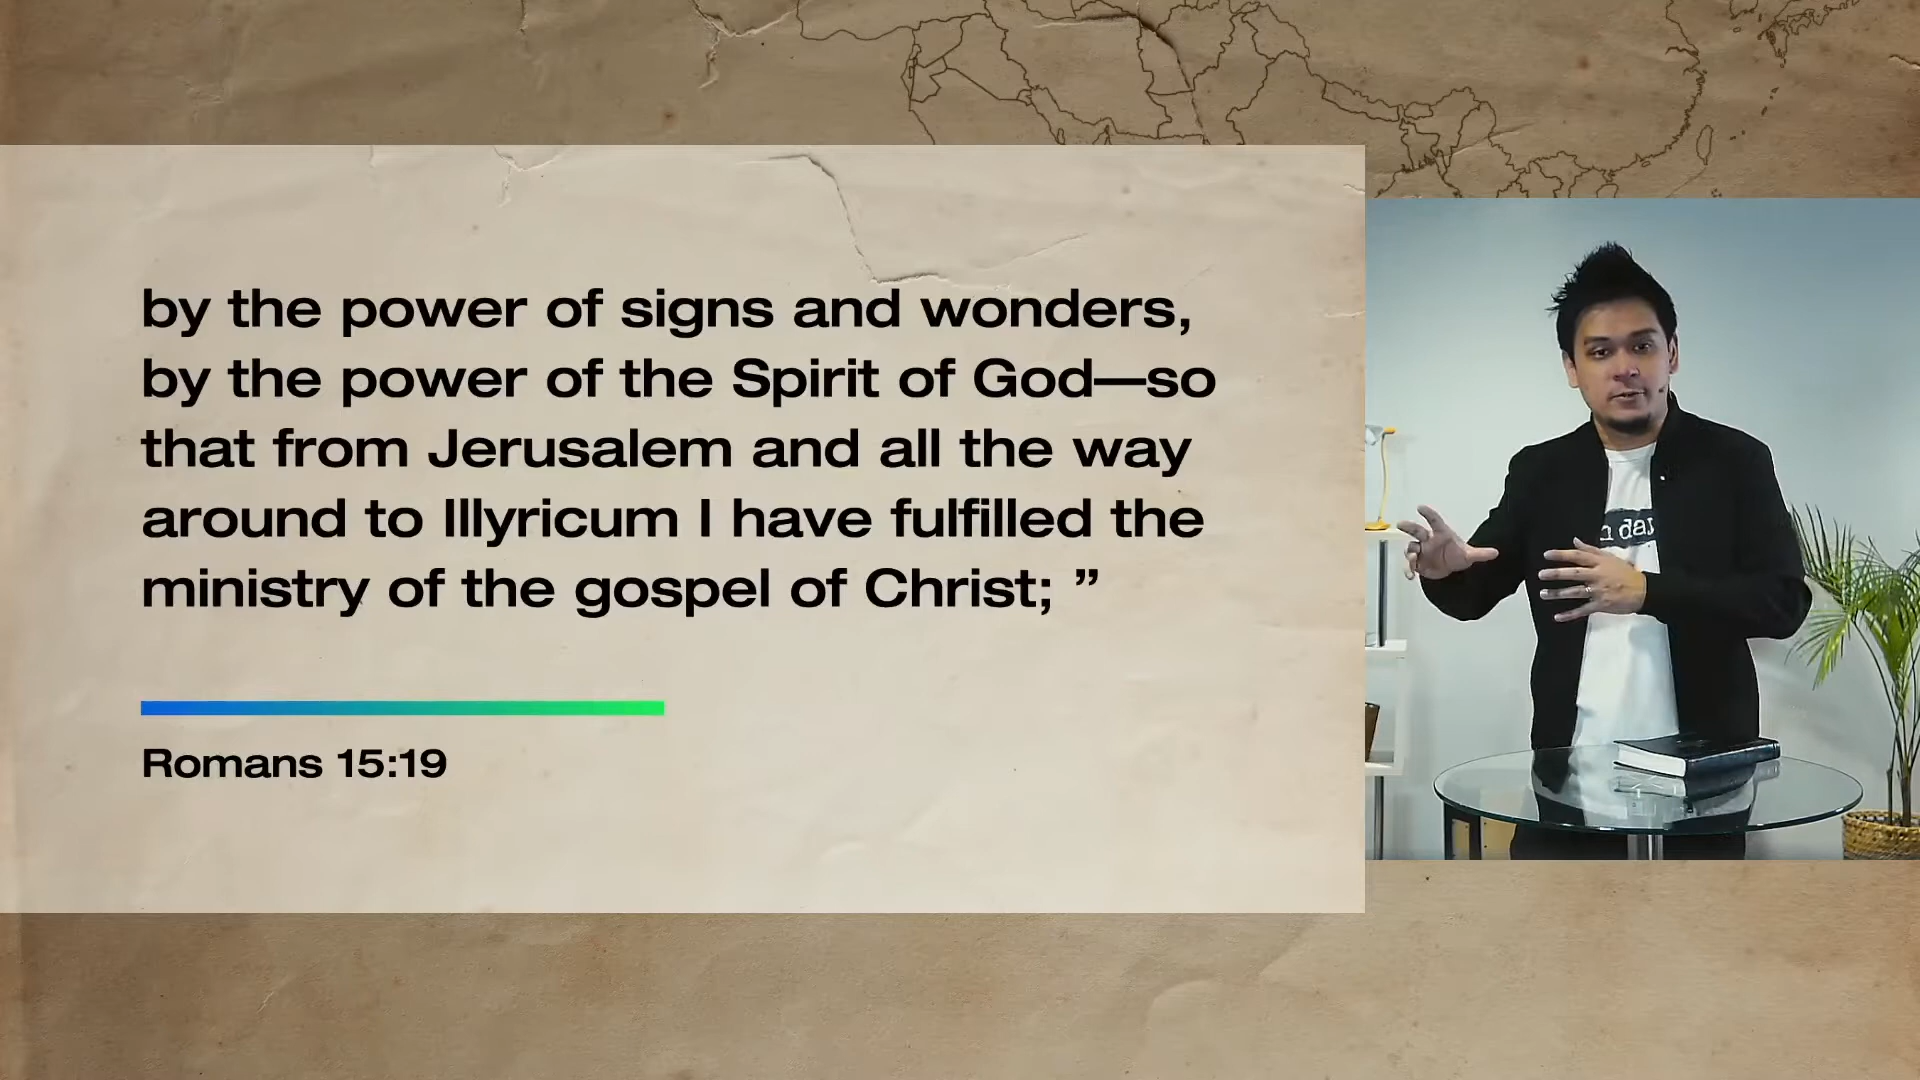 by the power of signs and wonders,
by the power of the Spirit of God—so
that from Jerusalem and all the way
around to Illyricum I have fulfilled the
ministry of the gospel of Christ; ”
Romans 15:19